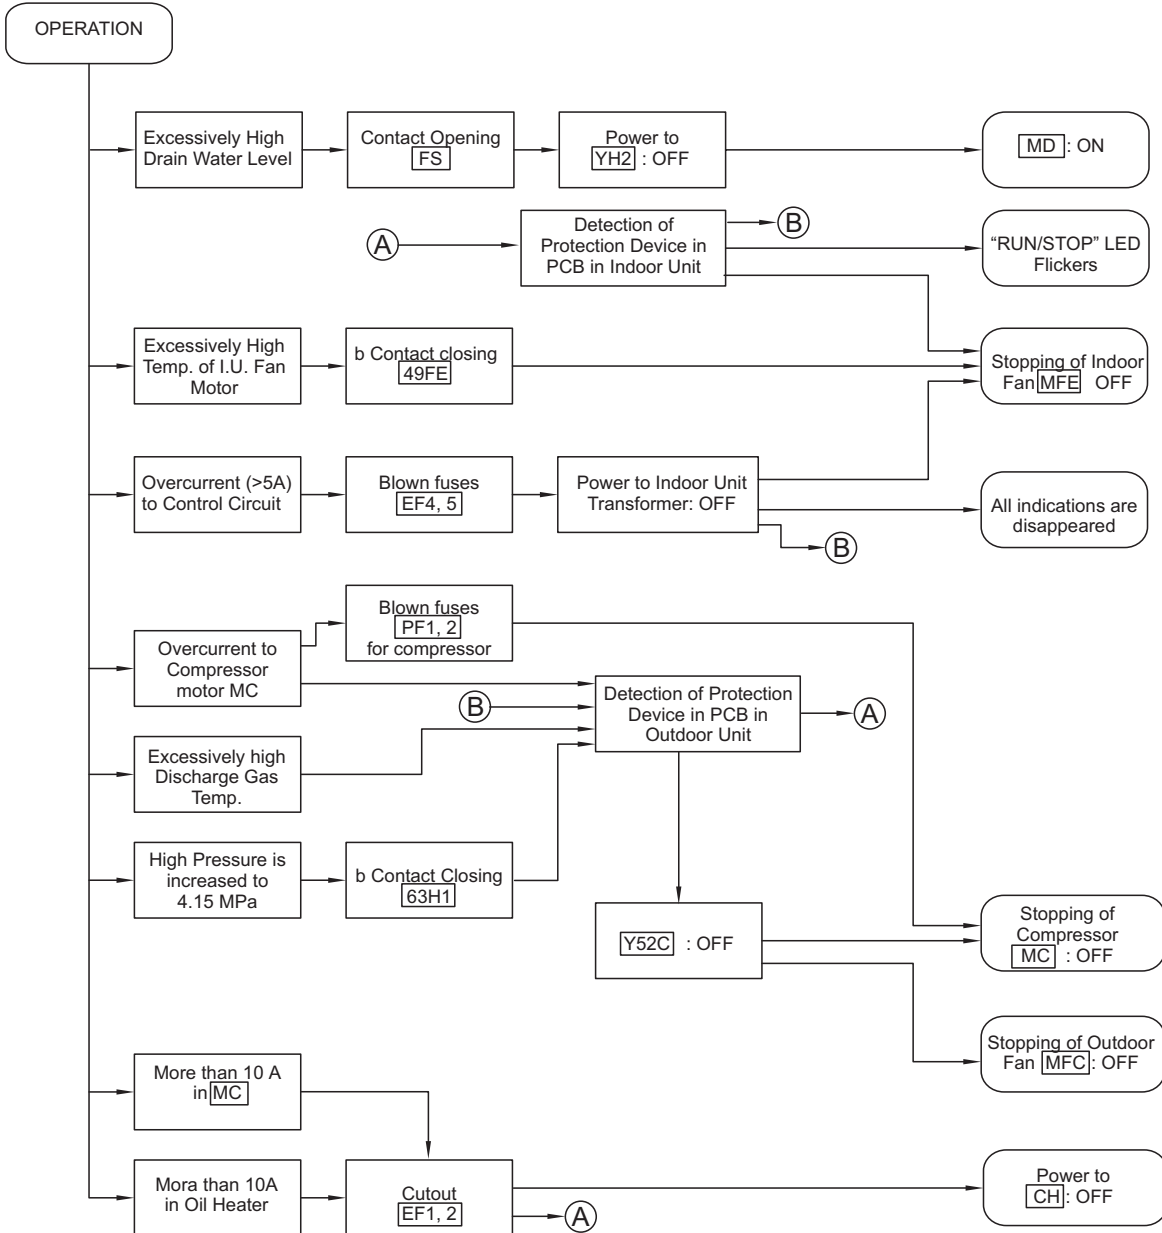 OPERATION
Excessively High
Drain Water Level
Contact Opening
FS
Power to
YH2 : OFF
MD : ON
A
Detection of
Protection Device in
PCB in Indoor Unit
B
“RUN/STOP” LED
Flickers
Excessively High
Temp. of I.U. Fan
Motor
b Contact closing
49FE
Stopping of Indoor
Fan MFE OFF
Overcurrent (>5A)
to Control Circuit
Blown fuses
EF4, 5
Power to Indoor Unit
Transformer: OFF
B
All indications are
disappeared
Overcurrent to
Compressor
motor MC
Blown fuses
PF1, 2
for compressor
B
Detection of Protection
Device in PCB in
Outdoor Unit
A
Excessively high
Discharge Gas
Temp.
High Pressure is
increased to
4.15 MPa
b Contact Closing
63H1
Y52C : OFF
Stopping of
Compressor
MC : OFF
Stopping of Outdoor
Fan MFC : OFF
More than 10 A
in MC
Mora than 10A
in Oil Heater
Cutout
EF1, 2
A
Power to
CH : OFF